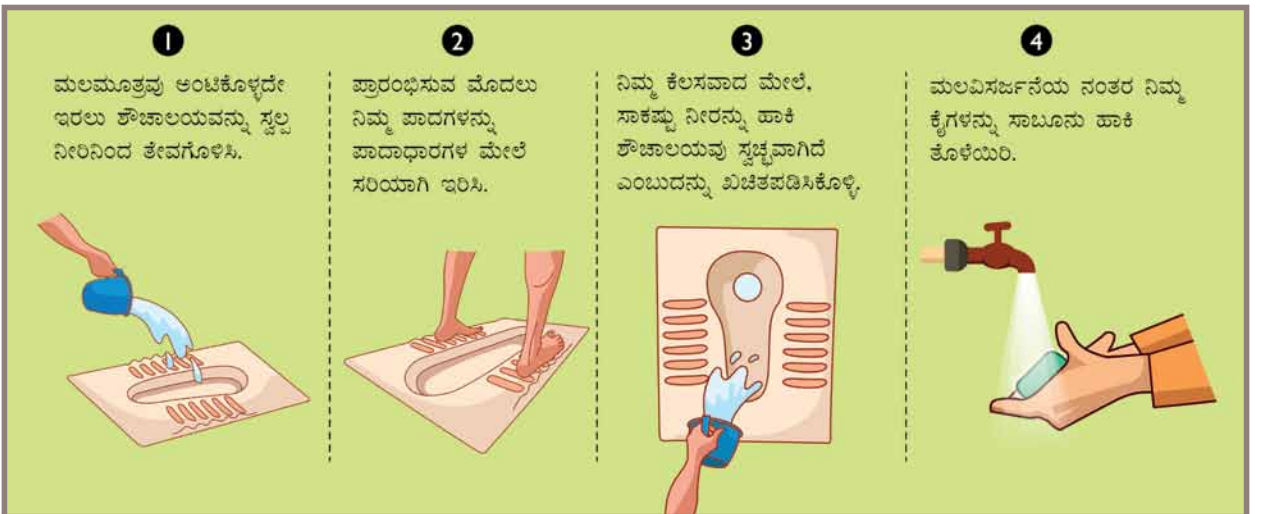 1
ಮಲಮೂತ್ರವು ಅಂಟಿಕೊಳ್ಳದೇ
ಇರಲು ಶೌಚಾಲಯವನ್ನು ಸ್ವಲ್ಪ
ನೀರಿನಿಂದ ತೇವಗೊಳಿಸಿ.
2
ಪ್ರಾರಂಭಿಸುವ ಮೊದಲು
ನಿಮ್ಮ ಪಾದಗಳನ್ನು
ಪಾದಾಧಾರಗಳ ಮೇಲೆ
ಸರಿಯಾಗಿ ಇರಿಸಿ.
3
ನಿಮ್ಮ ಕೆಲಸವಾದ ಮೇಲೆ,
ಸಾಕಷ್ಟು ನೀರನ್ನು ಹಾಕಿ
ಶೌಚಾಲಯವು ಸ್ವಚ್ಛವಾಗಿದೆ
ಎಂಬುದನ್ನು ಖಚಿತಪಡಿಸಿಕೊಳ್ಳಿ.
4
ಮಲವಿಸರ್ಜನೆಯ ನಂತರ ನಿಮ್ಮ
ಕೈಗಳನ್ನು ಸಾಬೂನು ಹಾಕಿ
ತೊಳೆಯಿರಿ.